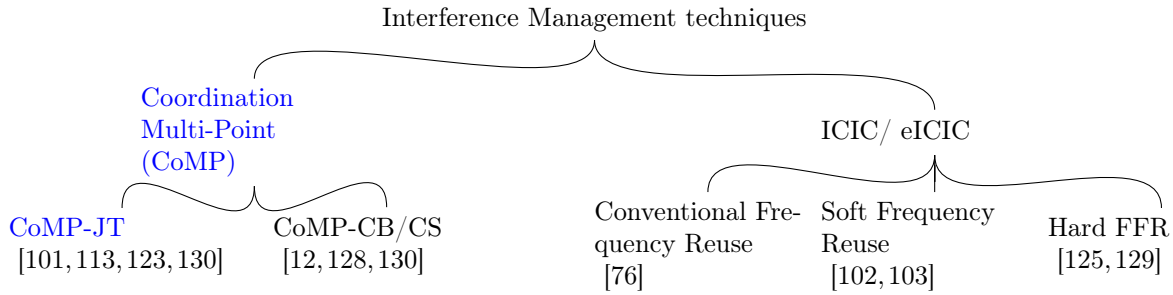 Interference Management techniques
Coordination
Multi-Point
(CoMP)
ICIC/ eICIC
CoMP-JT
[101,113,123,130]
CoMP-CB/CS
[12,128,130]
Conventional Fre-
quency Reuse
[76]
Soft Frequency
Reuse
[102,103]
Hard FFR
[125,129]